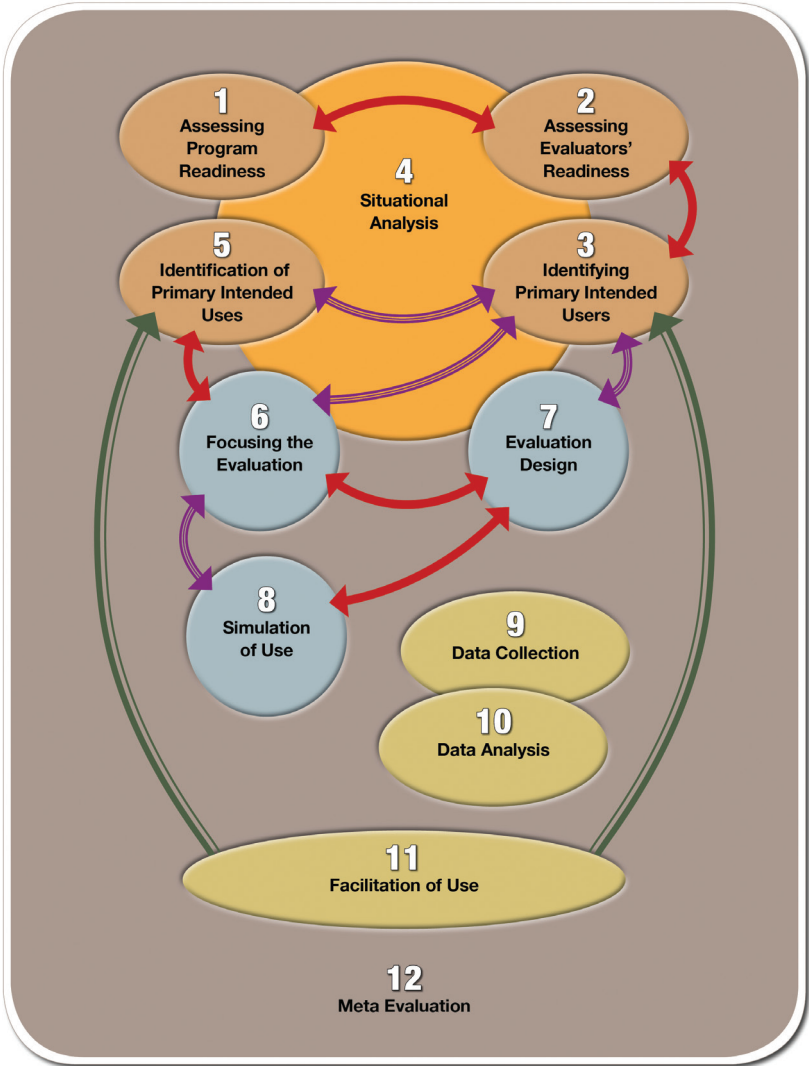 1
Assessing
Program
Readiness
2
Assessing
Evaluators’
Readiness
4
Situational
Analysis
5
Identification of
Primary Intended
Uses
3
Identifying
Primary Intended
Users
6
Focusing the
Evaluation
7
Evaluation
Design
8
Simulation
of Use
9
Data Collection
10
Data Analysis
11
Facilitation of Use
12
Meta Evaluation